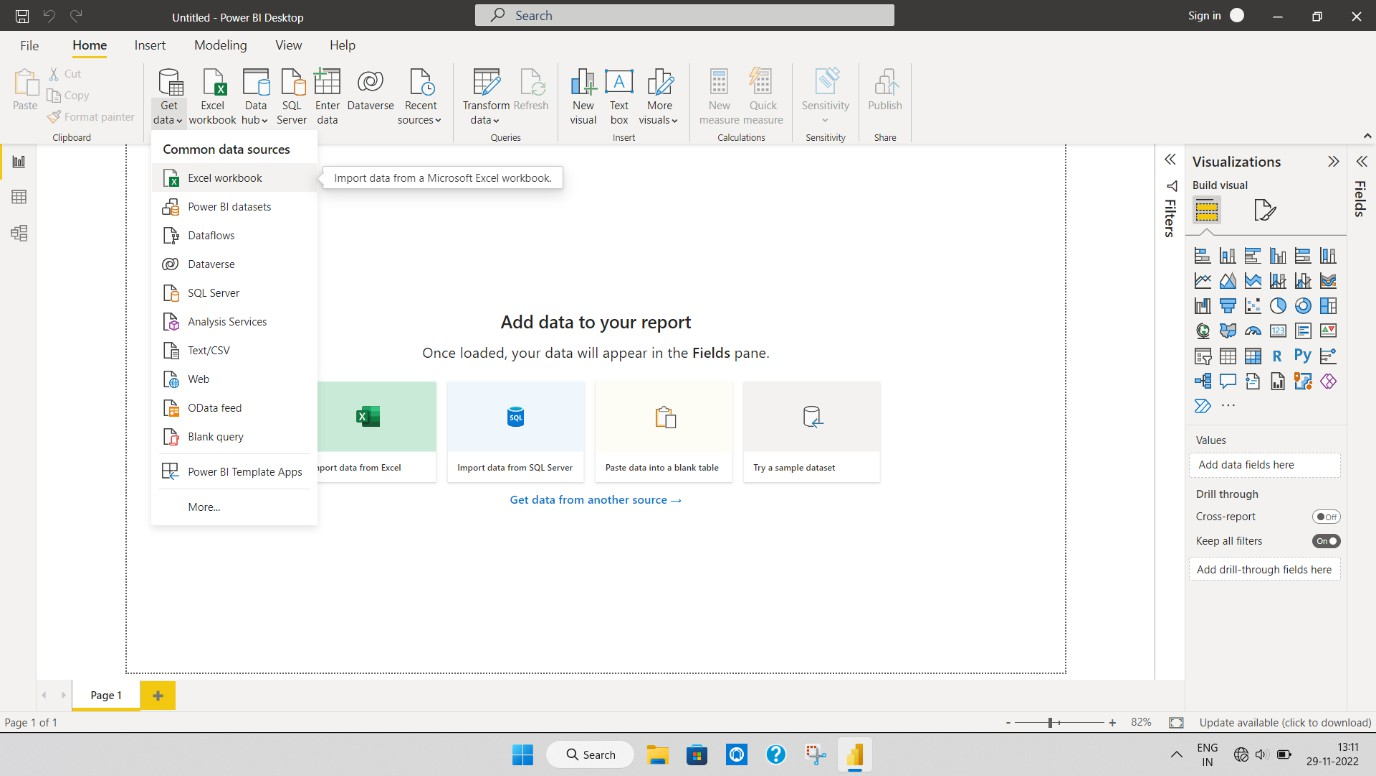 Untitled - Power BI Desktop
Search
Sign in
File Home Insert Modeling View Help
Paste
Cut
Copy
Format painter
Clipboard
Get data
Excel workbook
Data hub
SQL Server
Enter data
Dataverse
Recent sources
Transform data
Refresh
Queries
New visual
Text box
More visuals
Insert
New measure
Quick measure
Calculations
Sensitivity
Sensitivity
Publish
Share
Common data sources
Excel workbook
Import data from a Microsoft Excel workbook.
Power BI datasets
Dataflows
Dataverse
SQL Server
Analysis Services
Text/CSV
Web
OData feed
Blank query
Power BI Template Apps
More...
Add data to your report
Once loaded, your data will appear in the Fields pane.
SQL
port data from Excel
Import data from SQL Server
Paste data into a blank table
Try a sample dataset
Get data from another source →
Filters
Visualizations
Build visual
123
R
Py
...
Values
Add data fields here
Drill through
Cross-report
Off
Keep all filters
On
Add drill-through fields here
Fields
Page 1
+
Page 1 of 1
- + 82%
Update available (click to download)
Search
ENG
IN
13:11
29-11-2022